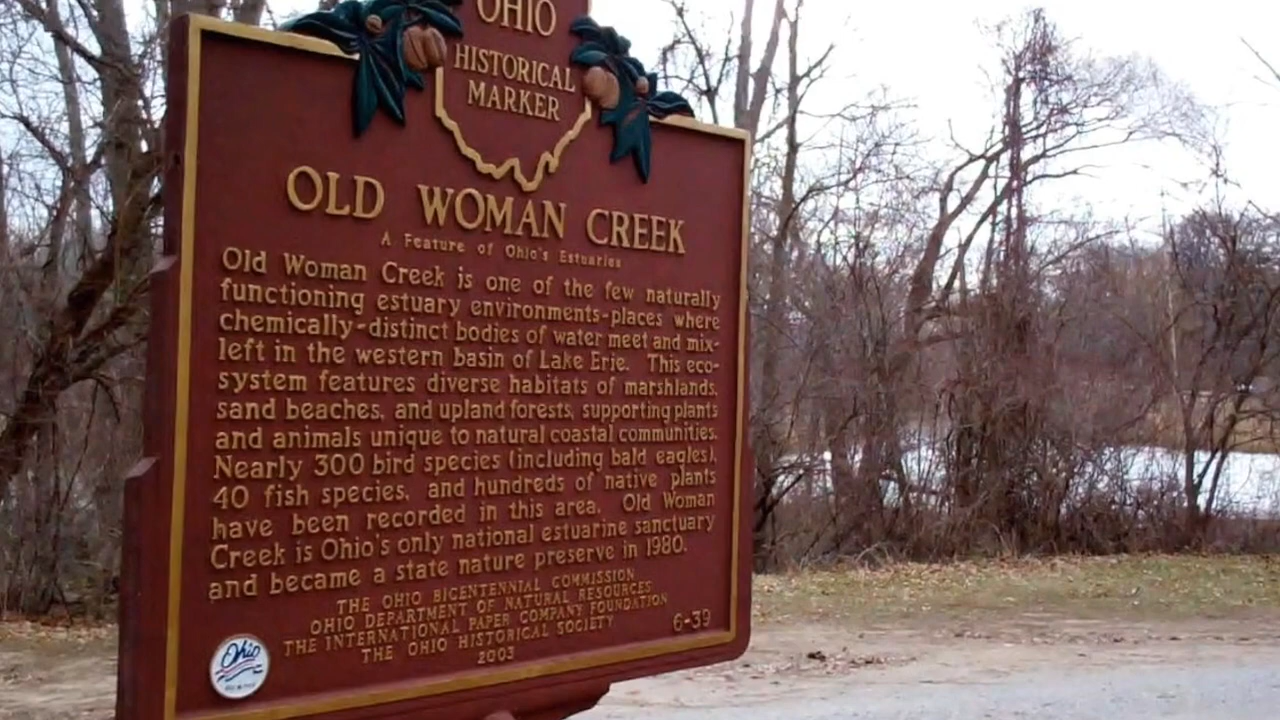 OHIO
HISTORICAL
MARKER
OLD WOMAN CREEK
A Feature of Ohio's Estuaries
Old Woman Creek is one of the few naturally
functioning estuary environments-places where
chemically-distinct bodies of water meet and mix-
left in the western basin of Lake Erie. This eco-
system features diverse habitats of marshlands,
sand beaches, and upland forests, supporting plants
and animals unique to natural coastal communities.
Nearly 300 bird species (including bald eagles),
40 fish species, and hundreds of native plants
have been recorded in this area. Old Woman
Creek is Ohio's only national estuarine sanctuary
and became a state nature preserve in 1980.
THE OHIO BICENTENNIAL COMMISSION
OHIO DEPARTMENT OF NATURAL RESOURCES
THE INTERNATIONAL PAPER COMPANY FOUNDATION
THE OHIO HISTORICAL SOCIETY
2003
6-39
Ohio